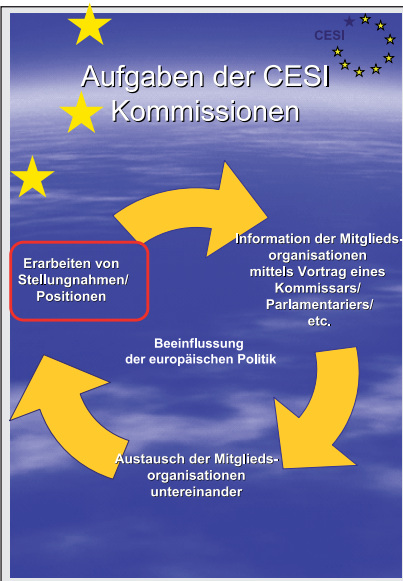 CESI
Aufgaben der CESI
Kommissionen
Information der Mitglieds-
organisationen
mittels Vortrag eines
Kommissars/
Parlamentariers/
etc.
Erarbeiten von
Stellungnahmen/
Positionen
Beeinflussung
der europäischen Politik
Austausch der Mitglieds-
organisationen
untereinander